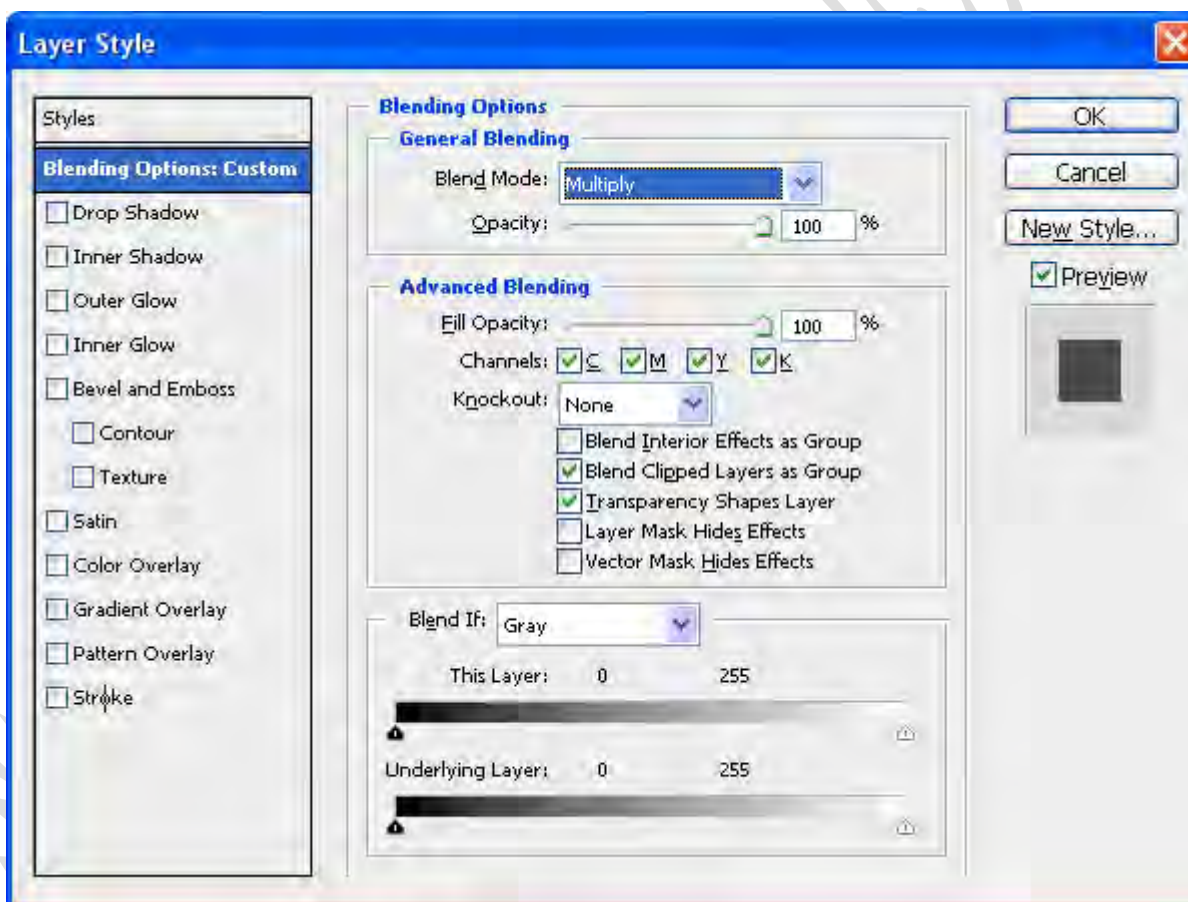 Layer Style
Styles
Blending Options: Custom
Drop Shadow
Inner Shadow
Outer Glow
Inner Glow
Bevel and Emboss
Contour
Texture
Satin
Color Overlay
Gradient Overlay
Pattern Overlay
Stroke
Blending Options
General Blending
Blend Mode: Multiply
Opacity: 100 %
Advanced Blending
Fill Opacity: 100 %
Channels: C M Y K
Knockout: None
Blend Interior Effects as Group
Blend Clipped Layers as Group
Transparency Shapes Layer
Layer Mask Hides Effects
Vector Mask Hides Effects
Blend If: Gray
This Layer: 0 255
Underlying Layer: 0 255
OK
Cancel
New Style...
Preview